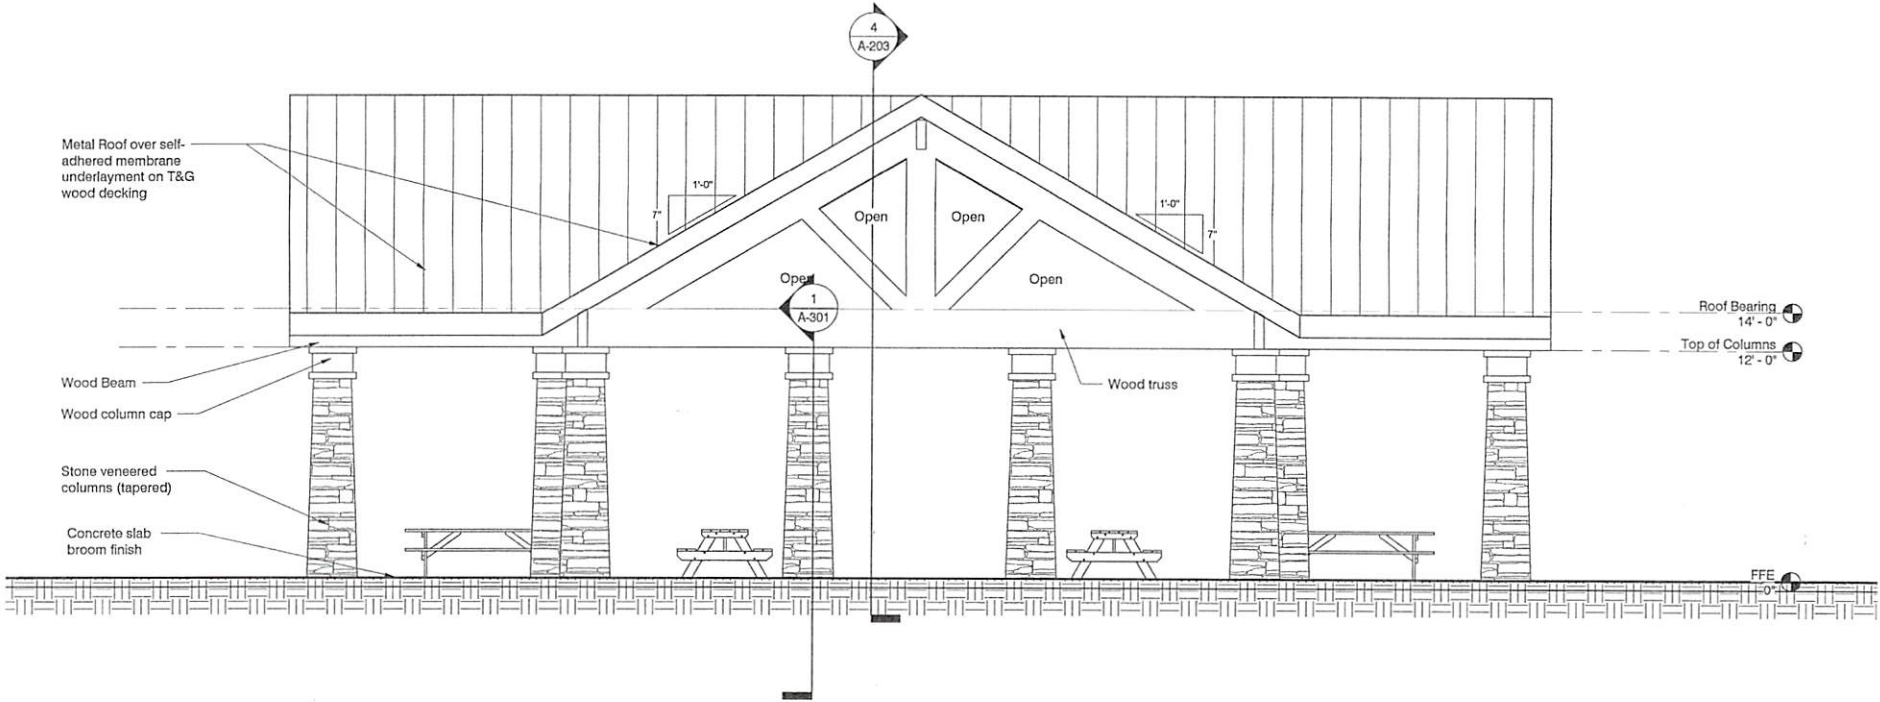 4
A-203
Metal Roof over self-
adhered membrane
underlayment on T&G
wood decking
1'-0"
7"
1'-0"
7"
Open
Open
Open
Open
1
A-301
Roof Bearing
14' - 0"
Top of Columns
12' - 0"
Wood Beam
Wood truss
Wood column cap
Stone veneered
columns (tapered)
Concrete slab
broom finish
FFE
0"